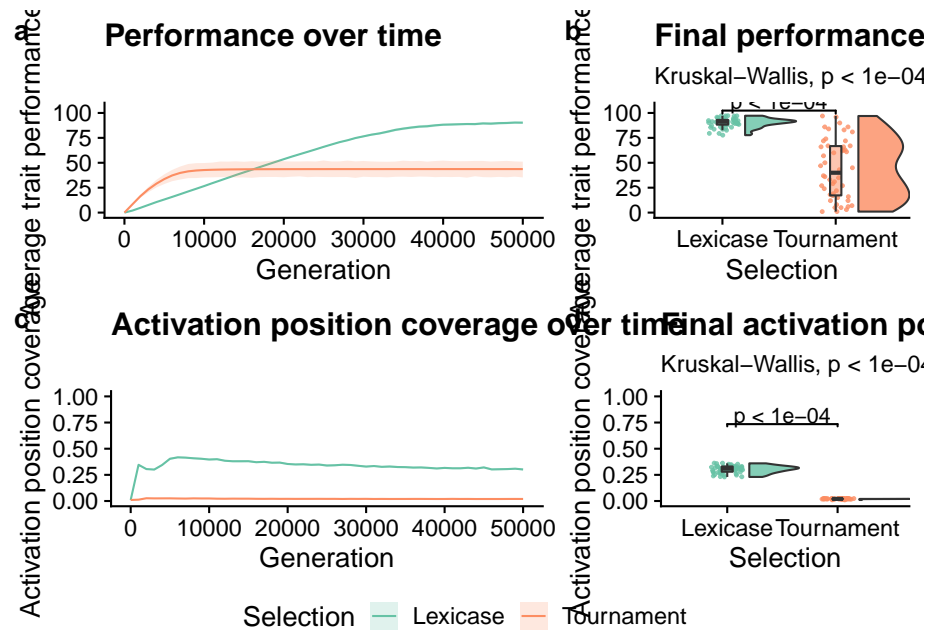 a
Performance over time
Average trait performance
100
75
50
25
0
0 10000 20000 30000 40000 50000
Generation
b
Final performance
Kruskal−Wallis, p < 1e−04
Average trait performance
p < 1e−04
100
75
50
25
0
Lexicase Tournament
Selection
c
Activation position coverage over time
Activation position coverage
1.00
0.75
0.50
0.25
0.00
0 10000 20000 30000 40000 50000
Generation
d
Final activation po
Kruskal−Wallis, p < 1e−04
Activation position coverage
p < 1e−04
1.00
0.75
0.50
0.25
0.00
Lexicase Tournament
Selection
Selection Lexicase Tournament